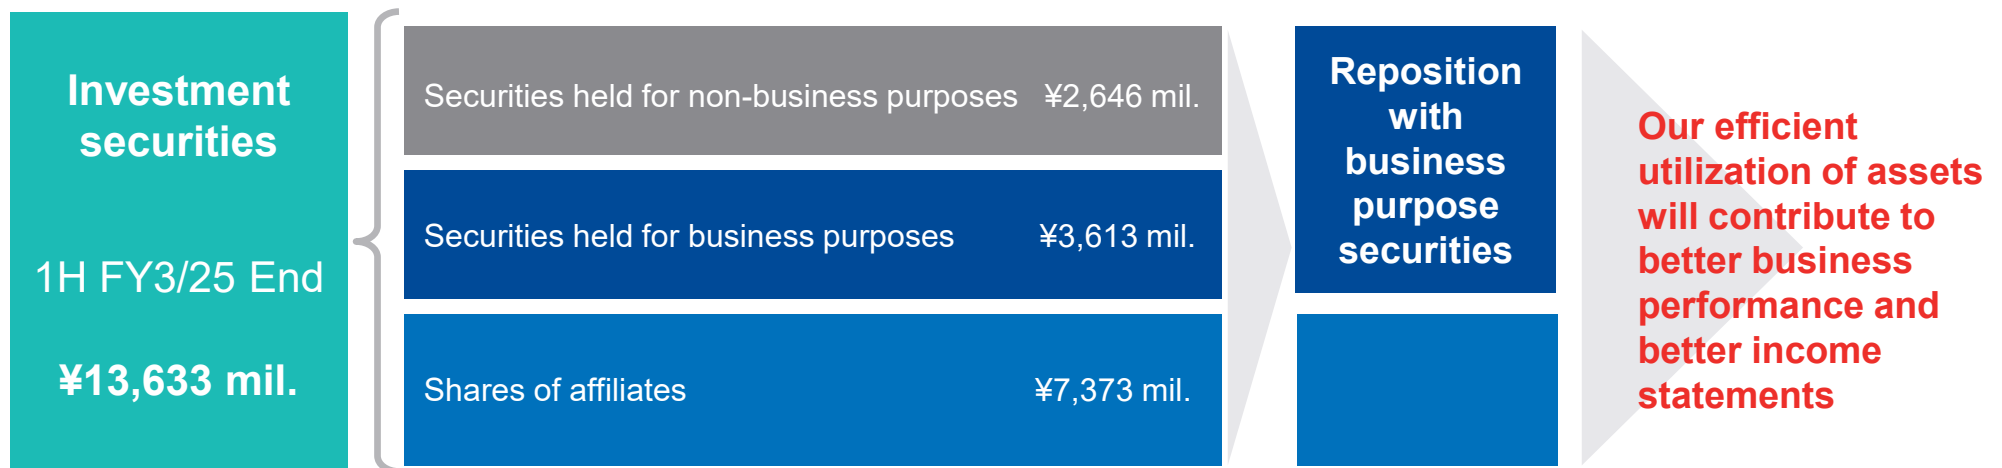 Investment
securities
1H FY3/25 End
¥13,633 mil.
Securities held for non-business purposes ¥2,646 mil.
Securities held for business purposes ¥3,613 mil.
Shares of affiliates ¥7,373 mil.
Reposition
with
business
purpose
securities
Our efficient
utilization of assets
will contribute to
better business
performance and
better income
statements